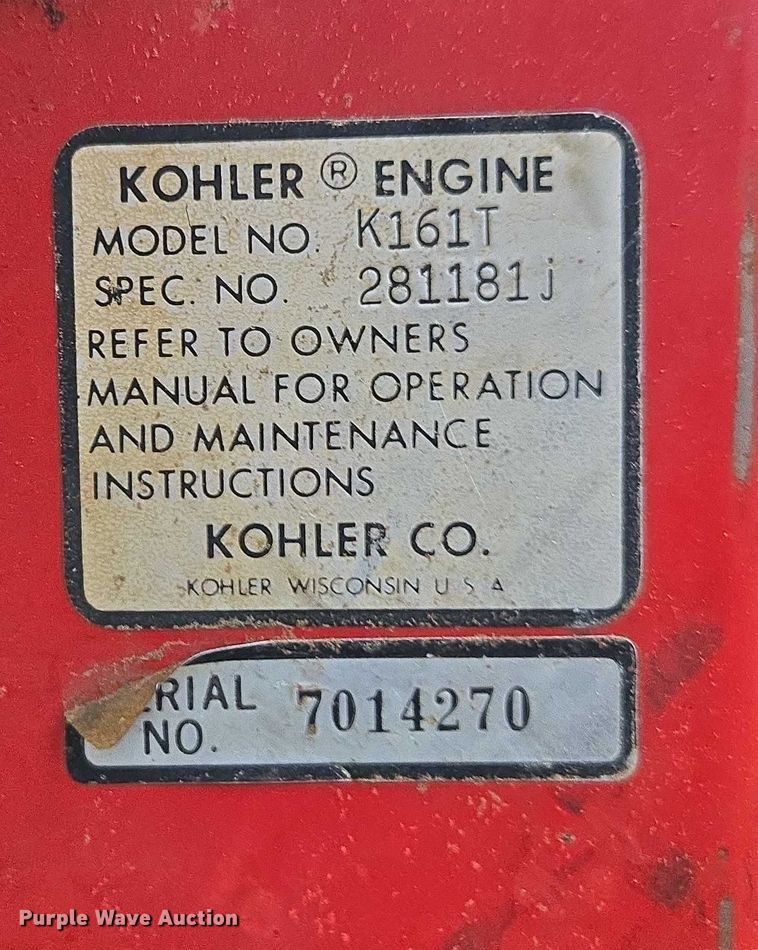 KOHLER ® ENGINE
MODEL NO. K161T
SPEC. NO. 281181j
REFER TO OWNERS
MANUAL FOR OPERATION
AND MAINTENANCE
INSTRUCTIONS
KOHLER CO.
KOHLER WISCONSIN U S A
ERIAL
NO. 7014270
Purple Wave Auction